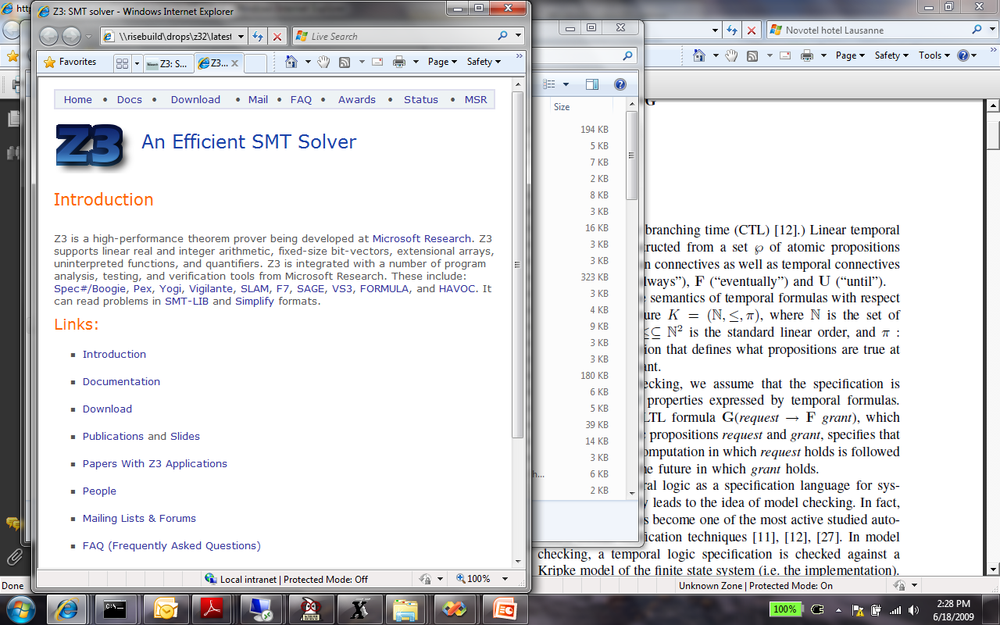 Z3: SMT solver - Windows Internet Explorer
\\risebuild\drops\z32\latest
Live Search
Favorites
Z3: S...
Z3...
Page
Safety
Home • Docs • Download • Mail • FAQ • Awards • Status • MSR
Z3
An Efficient SMT Solver
Introduction
Z3 is a high-performance theorem prover being developed at Microsoft Research. Z3
supports linear real and integer arithmetic, fixed-size bit-vectors, extensional arrays,
uninterpreted functions, and quantifiers. Z3 is integrated with a number of program
analysis, testing, and verification tools from Microsoft Research. These include:
Spec#/Boogie, Pex, Yogi, Vigilante, SLAM, F7, SAGE, VS3, FORMULA, and HAVOC. It
can read problems in SMT-LIB and Simplify formats.
Links:
Introduction
Documentation
Download
Publications and Slides
Papers With Z3 Applications
People
Mailing Lists & Forums
FAQ (Frequently Asked Questions)
Local intranet | Protected Mode: Off
100%
Size
194 KB
5 KB
7 KB
2 KB
8 KB
3 KB
16 KB
3 KB
3 KB
323 KB
3 KB
4 KB
9 KB
3 KB
3 KB
180 KB
6 KB
5 KB
39 KB
14 KB
3 KB
6 KB
2 KB
Novotel hotel Lausanne
Page
Safety
Tools
G
branching time (CTL) [12].) Linear temporal
tructed from a set ℘ of atomic propositions
n connectives as well as temporal connectives
lways”), F (“eventually”) and U (“until”).
e semantics of temporal formulas with respect
ure K = (ℕ, ≤, π), where ℕ is the set of
≤⊆ ℕ² is the standard linear order, and π :
ion that defines what propositions are true at
ant.
ecking, we assume that the specification is
properties expressed by temporal formulas.
LTL formula G(request → F grant), which
c propositions request and grant, specifies that
omputation in which request holds is followed
he future in which grant holds.
ral logic as a specification language for sys-
y leads to the idea of model checking. In fact,
s become one of the most active studied auto-
fication techniques [11], [12], [27]. In model
checking, a temporal logic specification is checked against a
Kripke model of the finite state system (i.e. the implementation).
Done
Unknown Zone | Protected Mode: On
100%
2:28 PM
6/18/2009